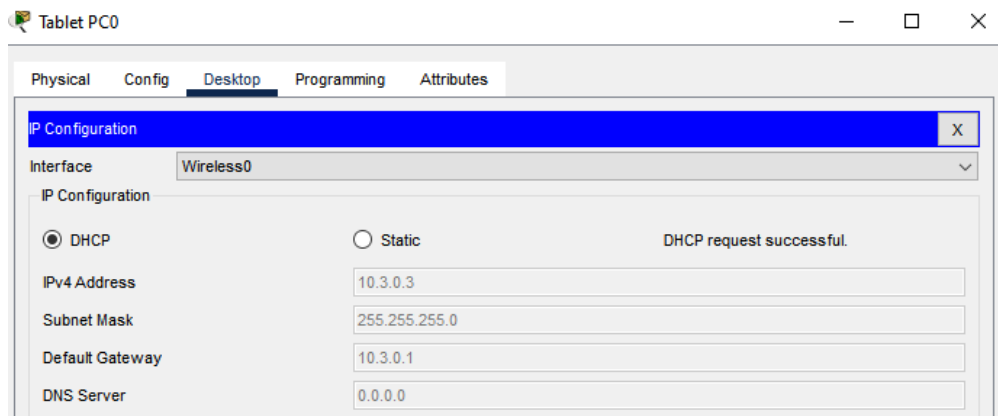 Tablet PC0
Physical Config Desktop Programming Attributes
IP Configuration X
Interface Wireless0
IP Configuration
DHCP Static DHCP request successful.
IPv4 Address 10.3.0.3
Subnet Mask 255.255.255.0
Default Gateway 10.3.0.1
DNS Server 0.0.0.0